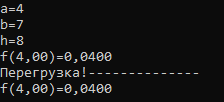 a=4
b=7
h=8
f(4,00)=0,0400
Перегрузка!--------------
f(4,00)=0,0400